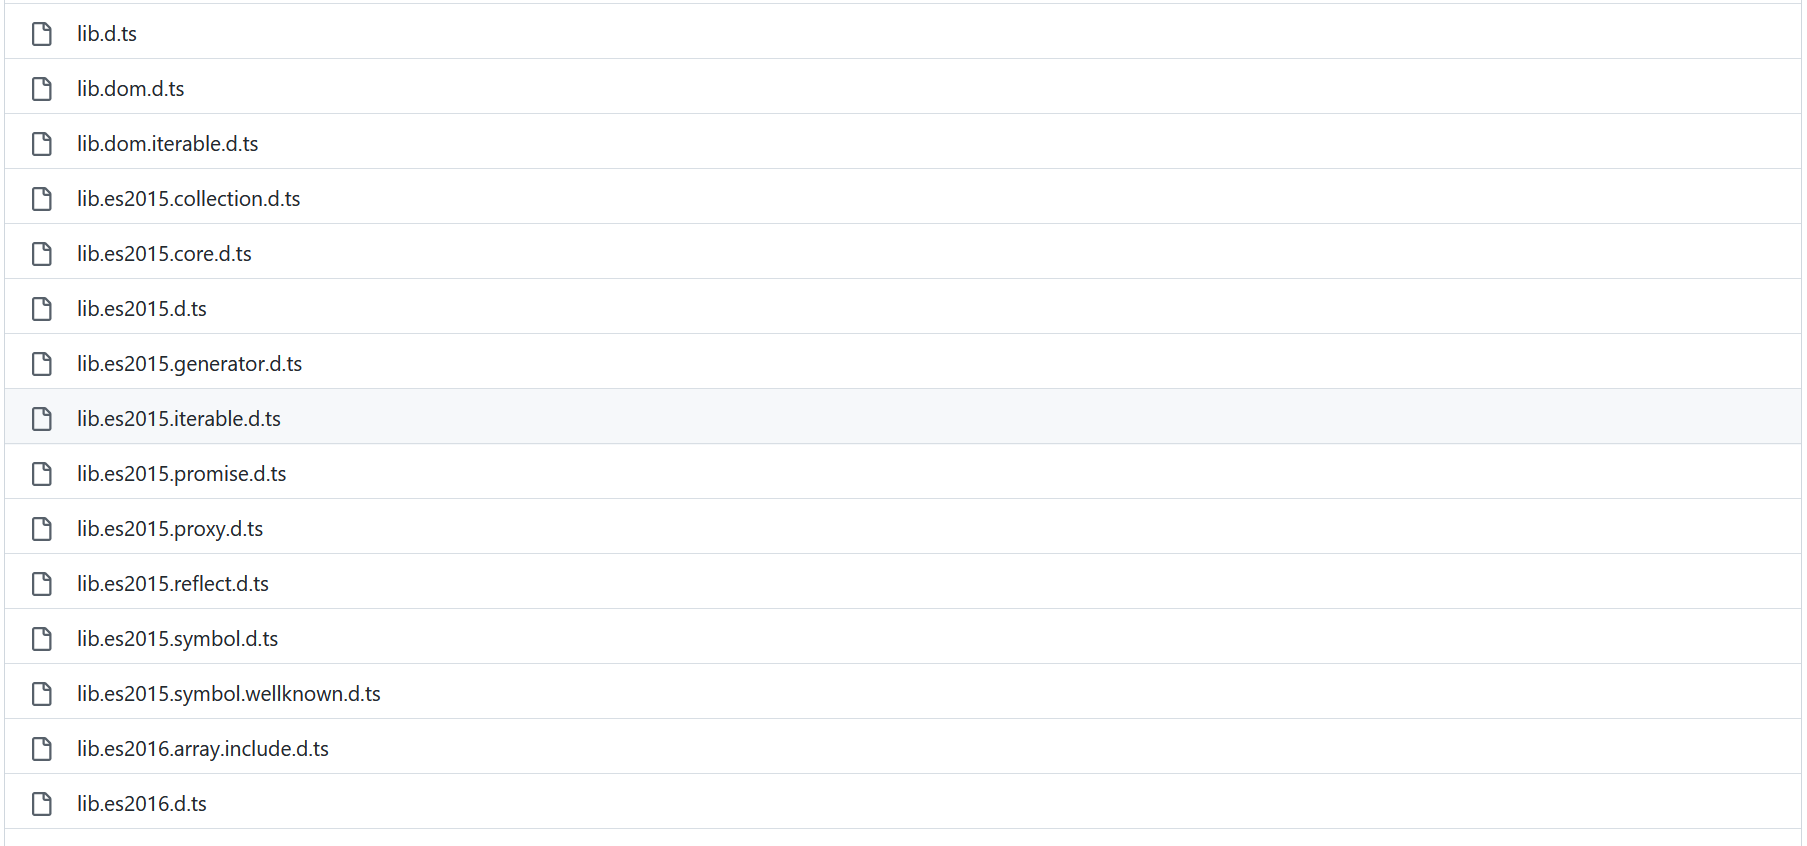 lib.d.ts
lib.dom.d.ts
lib.dom.iterable.d.ts
lib.es2015.collection.d.ts
lib.es2015.core.d.ts
lib.es2015.d.ts
lib.es2015.generator.d.ts
lib.es2015.iterable.d.ts
lib.es2015.promise.d.ts
lib.es2015.proxy.d.ts
lib.es2015.reflect.d.ts
lib.es2015.symbol.d.ts
lib.es2015.symbol.wellknown.d.ts
lib.es2016.array.include.d.ts
lib.es2016.d.ts